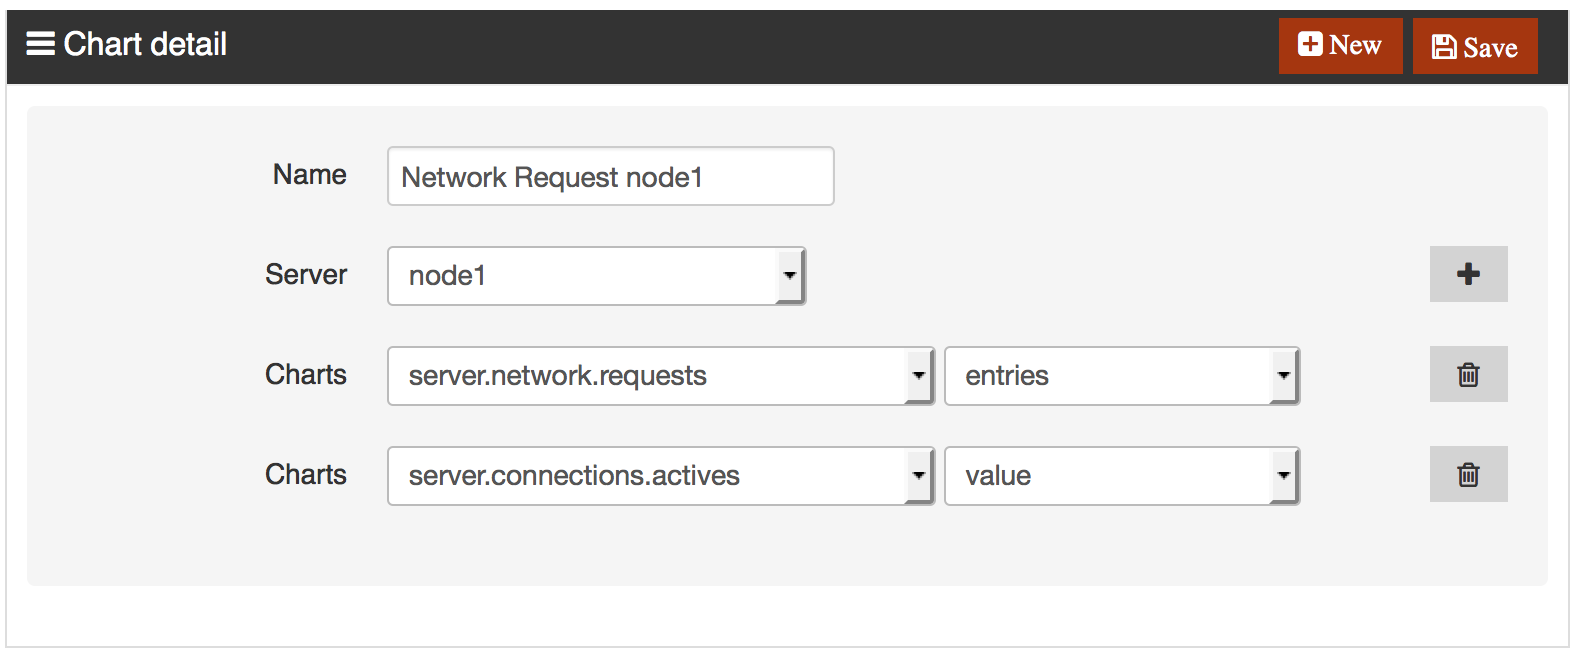 Chart detail
New
Save
Name
Network Request node1
Server
node1
Charts
server.network.requests
entries
Charts
server.connections.actives
value